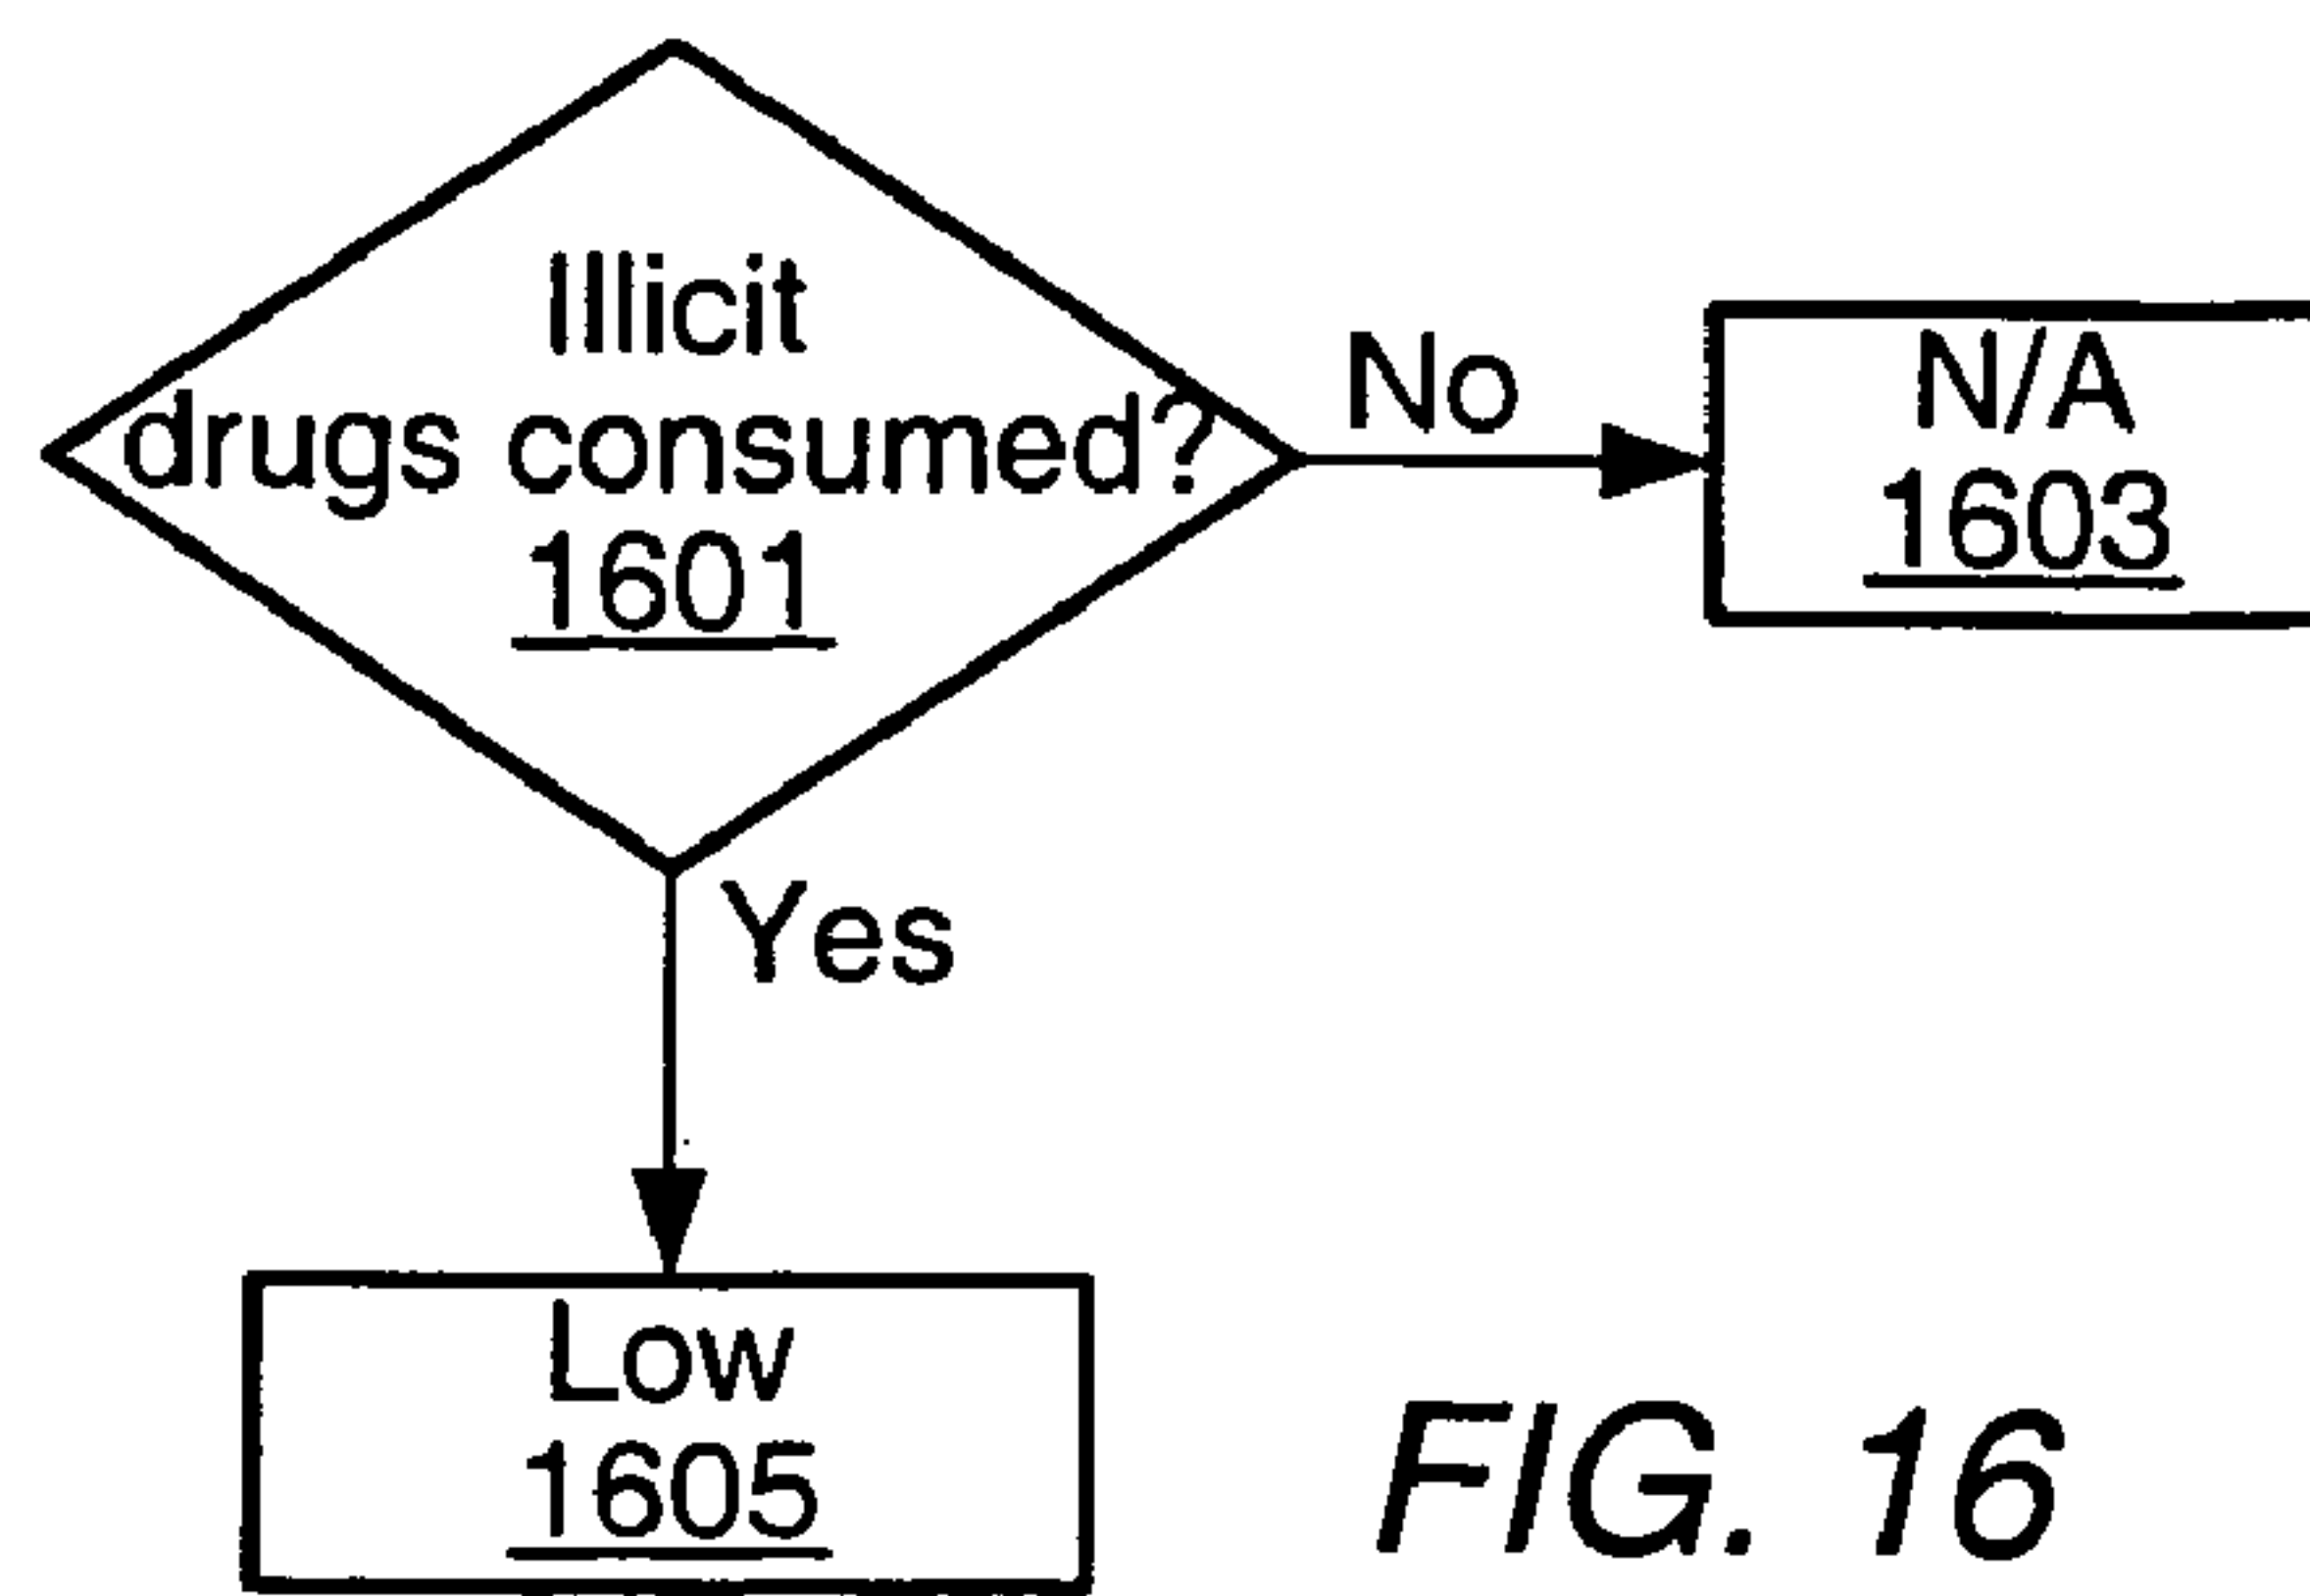 Illicit
drugs consumed?
1601
No
N/A
1603
Yes
Low
1605
FIG. 16